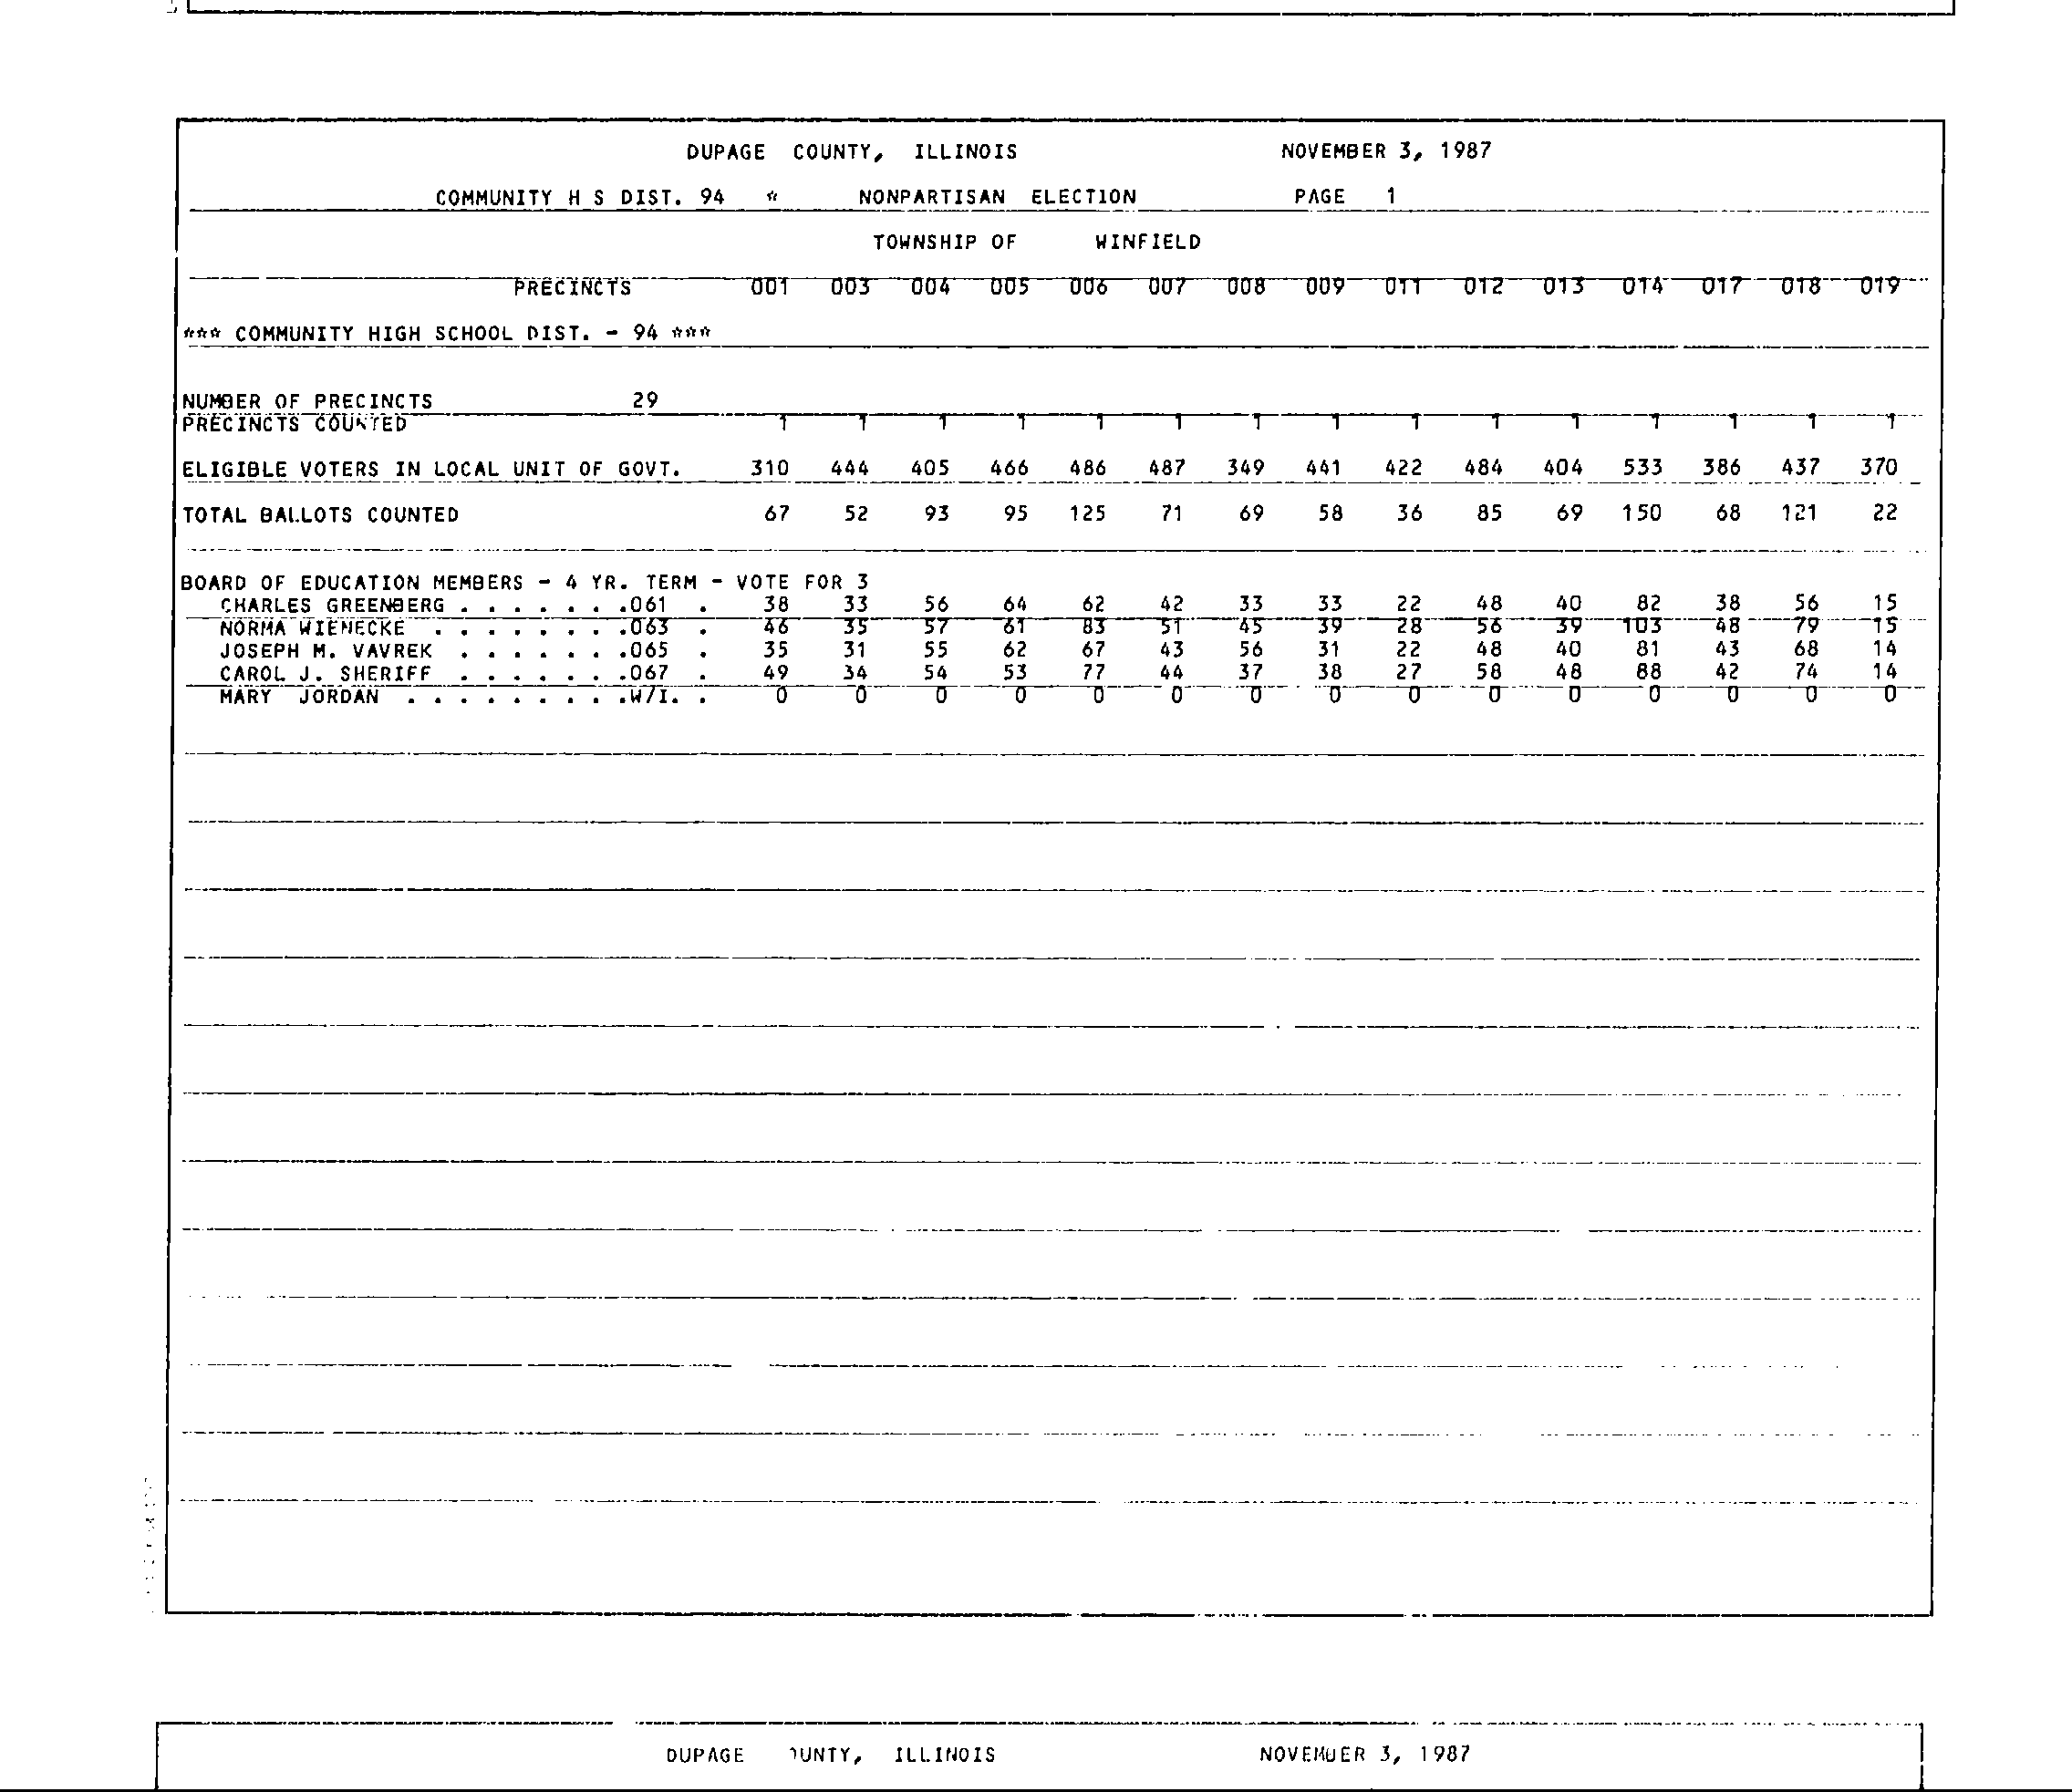 DUPAGE COUNTY, ILLINOIS NOVEMBER 3, 1987
COMMUNITY H S DIST. 94 * NONPARTISAN ELECTION PAGE 1
TOWNSHIP OF WINFIELD
PRECINCTS 001 003 004 005 006 007 008 009 011 012 013 014 017 018 019
*** COMMUNITY HIGH SCHOOL DIST. - 94 ***
NUMBER OF PRECINCTS 29
PRECINCTS COUNTED 1 1 1 1 1 1 1 1 1 1 1 1 1 1 1
ELIGIBLE VOTERS IN LOCAL UNIT OF GOVT. 310 444 405 466 486 487 349 441 422 484 404 533 386 437 370
TOTAL BALLOTS COUNTED 67 52 93 95 125 71 69 58 36 85 69 150 68 121 22
BOARD OF EDUCATION MEMBERS - 4 YR. TERM - VOTE FOR 3
CHARLES GREENBERG . . . . . . .061 . 38 33 56 64 62 42 33 33 22 48 40 82 38 56 15
NORMA WIENECKE . . . . . . . .063 . 46 35 57 61 83 51 45 39 28 56 39 103 48 79 15
JOSEPH M. VAVREK . . . . . . .065 . 35 31 55 62 67 43 56 31 22 48 40 81 43 68 14
CAROL J. SHERIFF . . . . . . .067 . 49 34 54 53 77 44 37 38 27 58 48 88 42 74 14
MARY JORDAN . . . . . . . . .W/I. . 0 0 0 0 0 0 0 0 0 0 0 0 0 0 0
DUPAGE OUNTY, ILLINOIS NOVEMBER 3, 1987